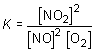 K = [NO₂]² / [NO]² [O₂]